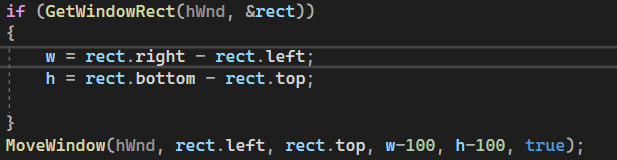 if (GetWindowRect(hWnd, &rect))
{
    w = rect.right - rect.left;
    h = rect.bottom - rect.top;
}
MoveWindow(hWnd, rect.left, rect.top, w-100, h-100, true);